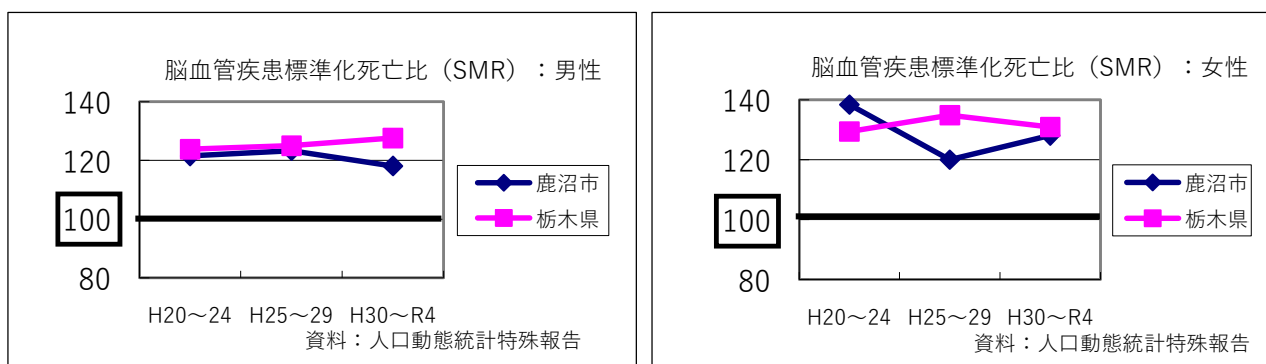 脳血管疾患標準化死亡比（SMR）：男性
140
120
100
80
H20～24 H25～29 H30～R4
鹿沼市
栃木県
資料：人口動態統計特殊報告
脳血管疾患標準化死亡比（SMR）：女性
140
120
100
80
H20～24 H25～29 H30～R4
鹿沼市
栃木県
資料：人口動態統計特殊報告